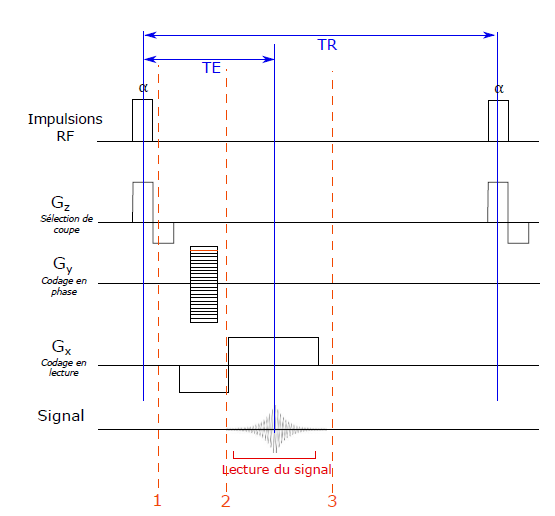 TR
TE
α
α
Impulsions
RF
Gz
Sélection de
coupe
Gy
Codage en
phase
Gx
Codage en
lecture
Signal
Lecture du signal
1
2
3